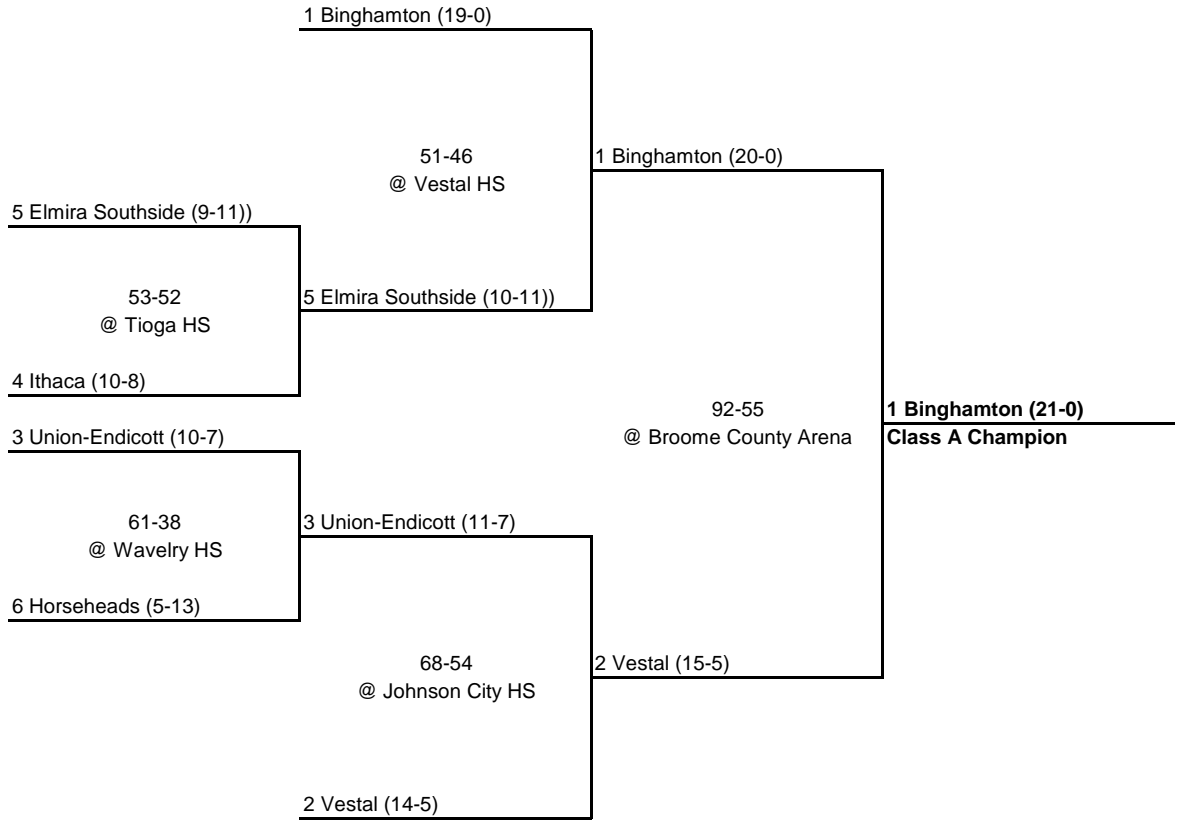 1 Binghamton (19-0)
51-46
@ Vestal HS
1 Binghamton (20-0)
5 Elmira Southside (9-11))
53-52
@ Tioga HS
5 Elmira Southside (10-11))
4 Ithaca (10-8)
92-55
@ Broome County Arena
1 Binghamton (21-0)
Class A Champion
3 Union-Endicott (10-7)
61-38
@ Wavelry HS
3 Union-Endicott (11-7)
6 Horseheads (5-13)
68-54
@ Johnson City HS
2 Vestal (15-5)
2 Vestal (14-5)